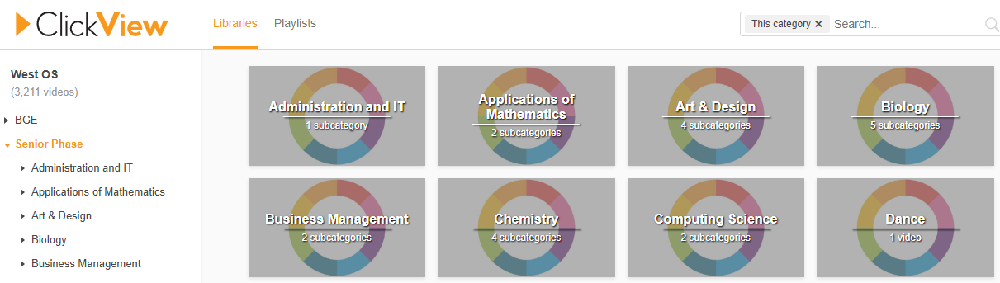 ClickView
Libraries
Playlists
This category ×
Search...
West OS
(3,211 videos)
BGE
Senior Phase
Administration and IT
Applications of Mathematics
Art & Design
Biology
Business Management
Administration and IT
1 subcategory
Applications of
Mathematics
2 subcategories
Art & Design
4 subcategories
Biology
5 subcategories
Business Management
2 subcategories
Chemistry
4 subcategories
Computing Science
2 subcategories
Dance
1 video